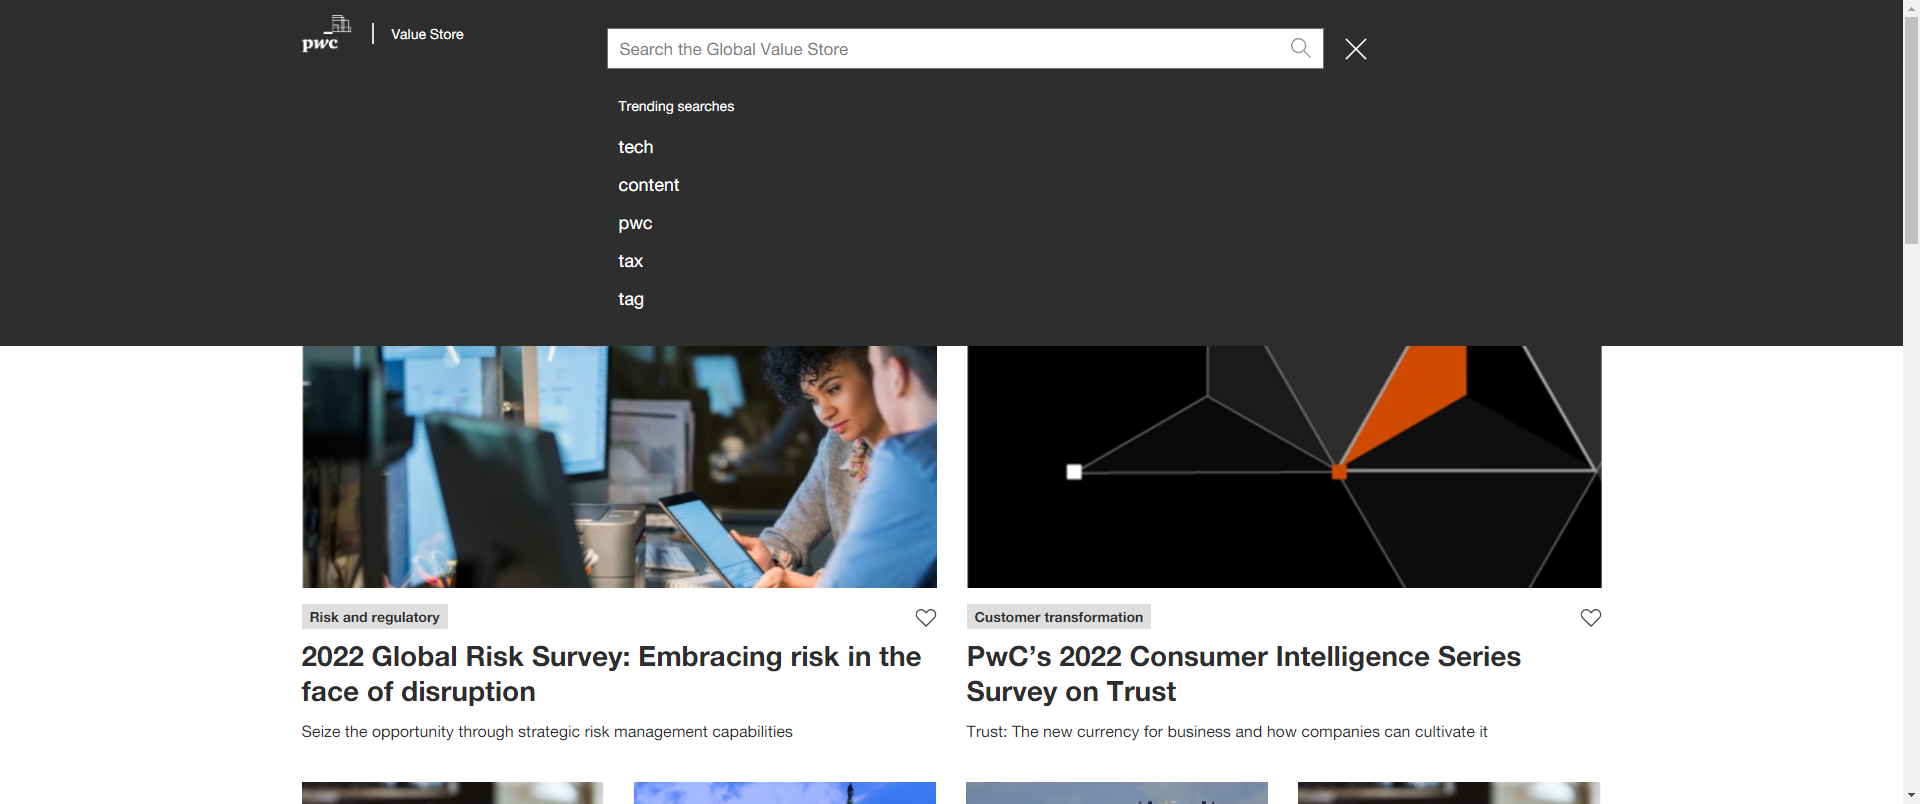 pwc
Value Store
Search the Global Value Store
Trending searches
tech
content
pwc
tax
tag
Risk and regulatory
2022 Global Risk Survey: Embracing risk in the
face of disruption
Seize the opportunity through strategic risk management capabilities
Customer transformation
PwC’s 2022 Consumer Intelligence Series
Survey on Trust
Trust: The new currency for business and how companies can cultivate it